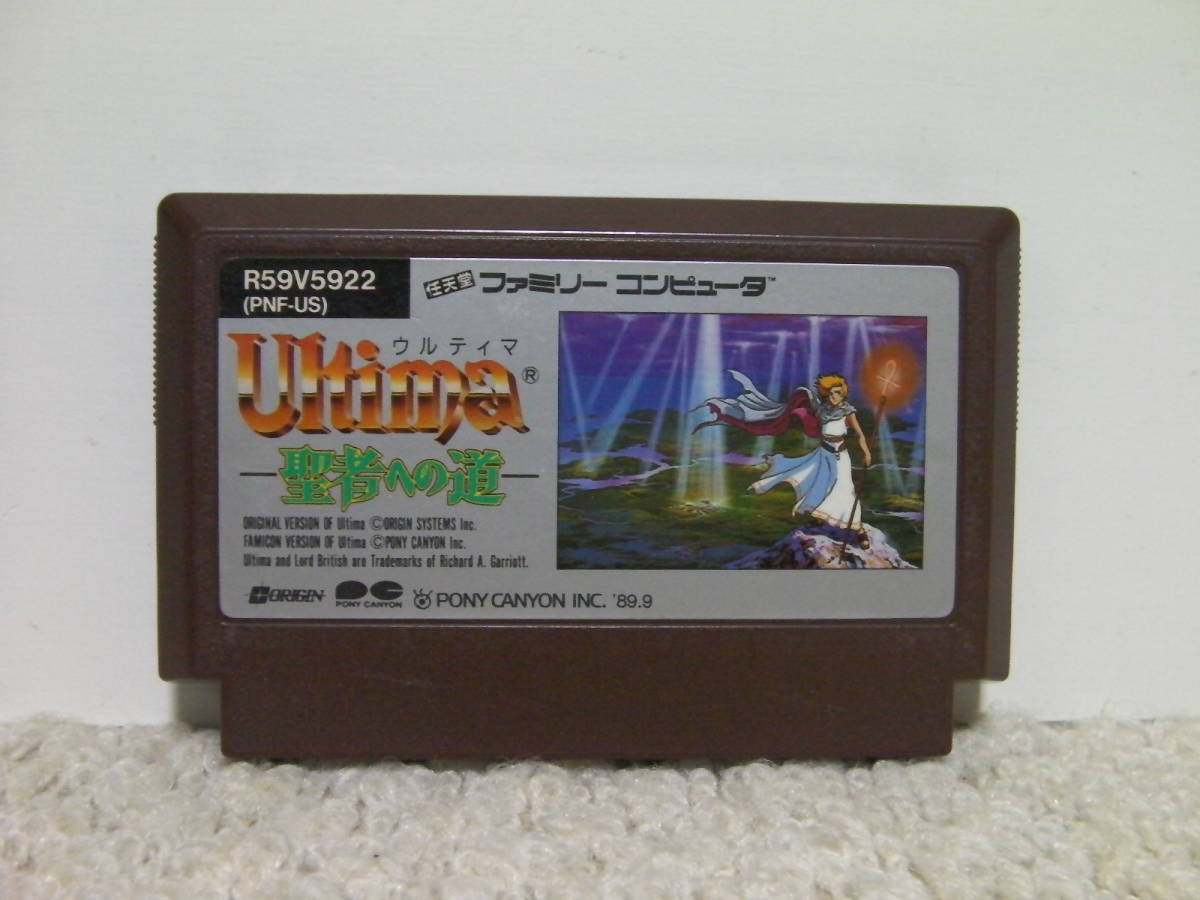 R59V5922
(PNF-US)
任天堂 ファミリー コンピュータ™
ウルティマ
Ultima®
聖者への道
ORIGINAL VERSION OF Ultima ©ORIGIN SYSTEMS Inc.
FAMICON VERSION OF Ultima ©PONY CANYON Inc.
Ultima and Lord British are Trademarks of Richard A. Garriott.
ORIGIN
PONY CANYON
PONY CANYON INC. '89.9